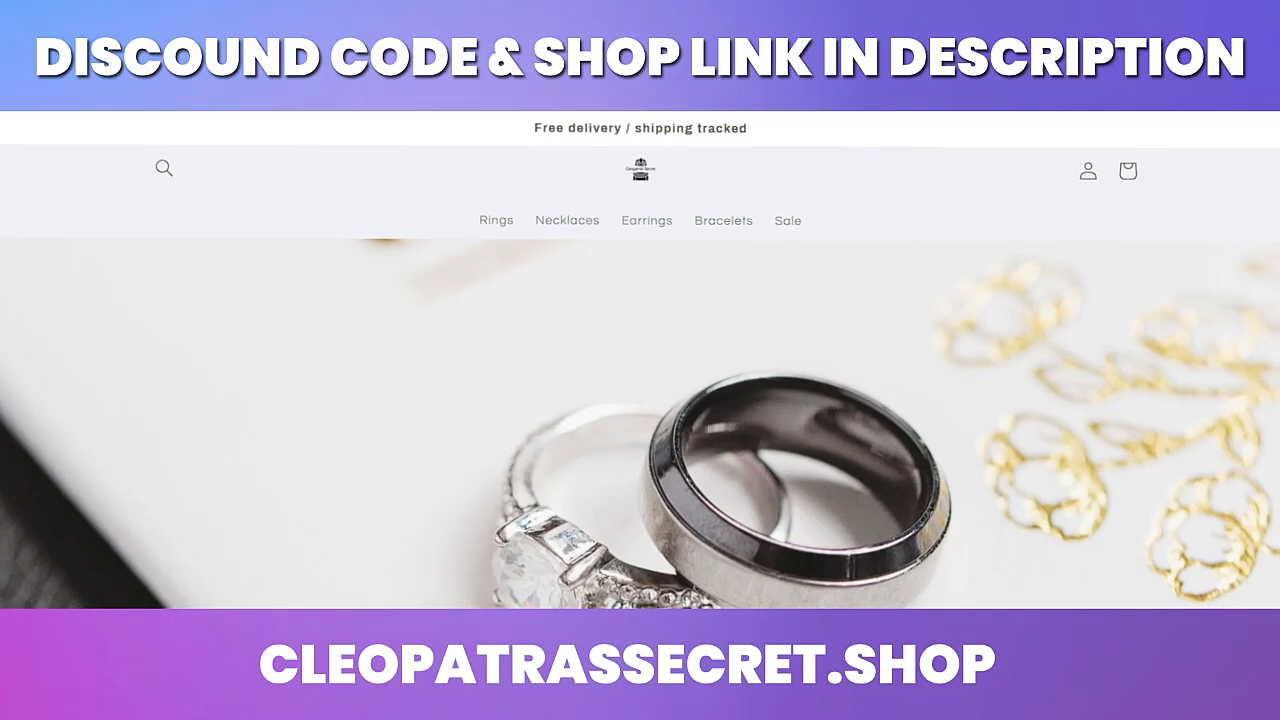 DISCOUND CODE & SHOP LINK IN DESCRIPTION
Free delivery / shipping tracked
Rings Necklaces Earrings Bracelets Sale
CLEOPATRASSECRET.SHOP